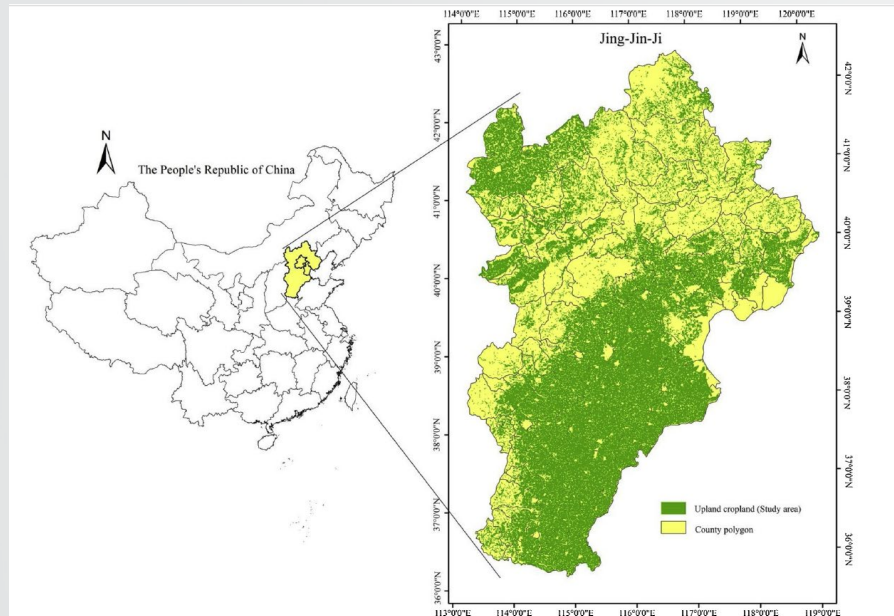 114°0'0"E 115°0'0"E 116°0'0"E 117°0'0"E 118°0'0"E 119°0'0"E 120°0'0"E
Jing-Jin-Ji
N
N
The People's Republic of China
43°0'0"N
42°0'0"N
41°0'0"N
40°0'0"N
39°0'0"N
38°0'0"N
37°0'0"N
36°0'0"N
42°0'0"N
41°0'0"N
40°0'0"N
39°0'0"N
38°0'0"N
37°0'0"N
36°0'0"N
Upland cropland (Study area)
County polygon
113°0'0"E 114°0'0"E 115°0'0"E 116°0'0"E 117°0'0"E 118°0'0"E 119°0'0"E